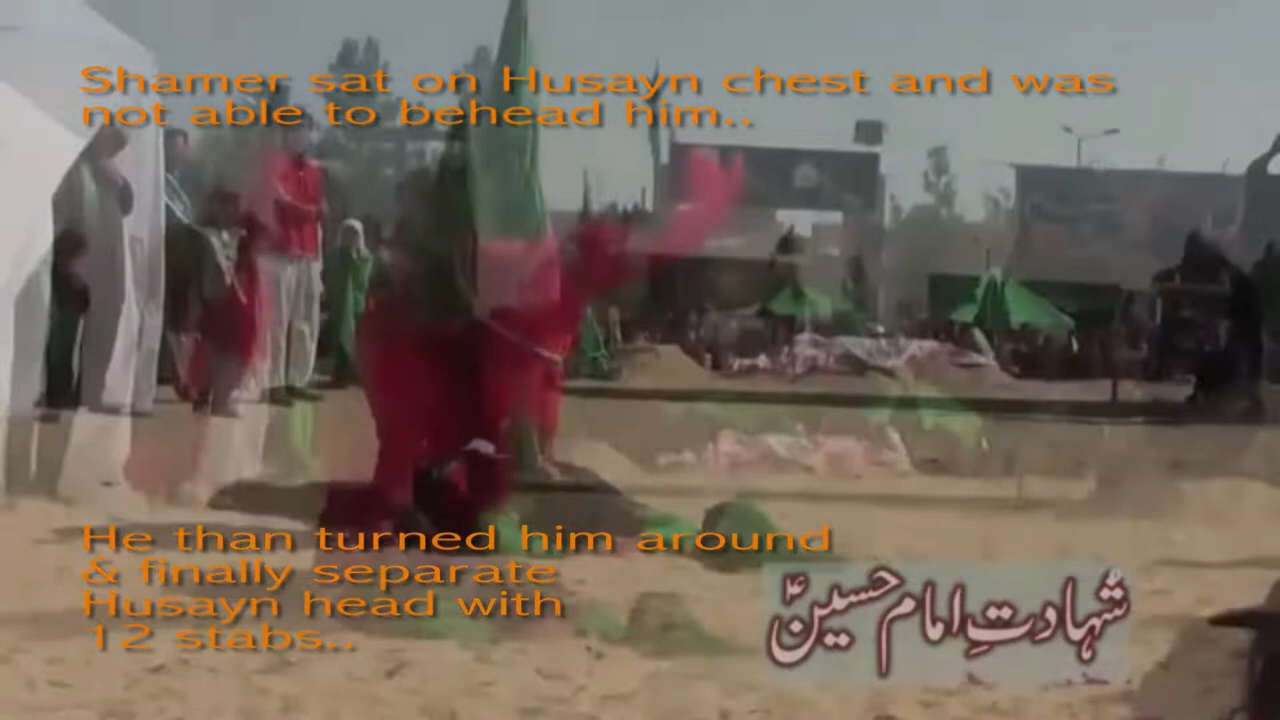 Shamer sat on Husayn chest and was
not able to behead him..
He than turned him around
& finally separate
Husayn head with
12 stabs..
شہادتِ امام حسینؑ